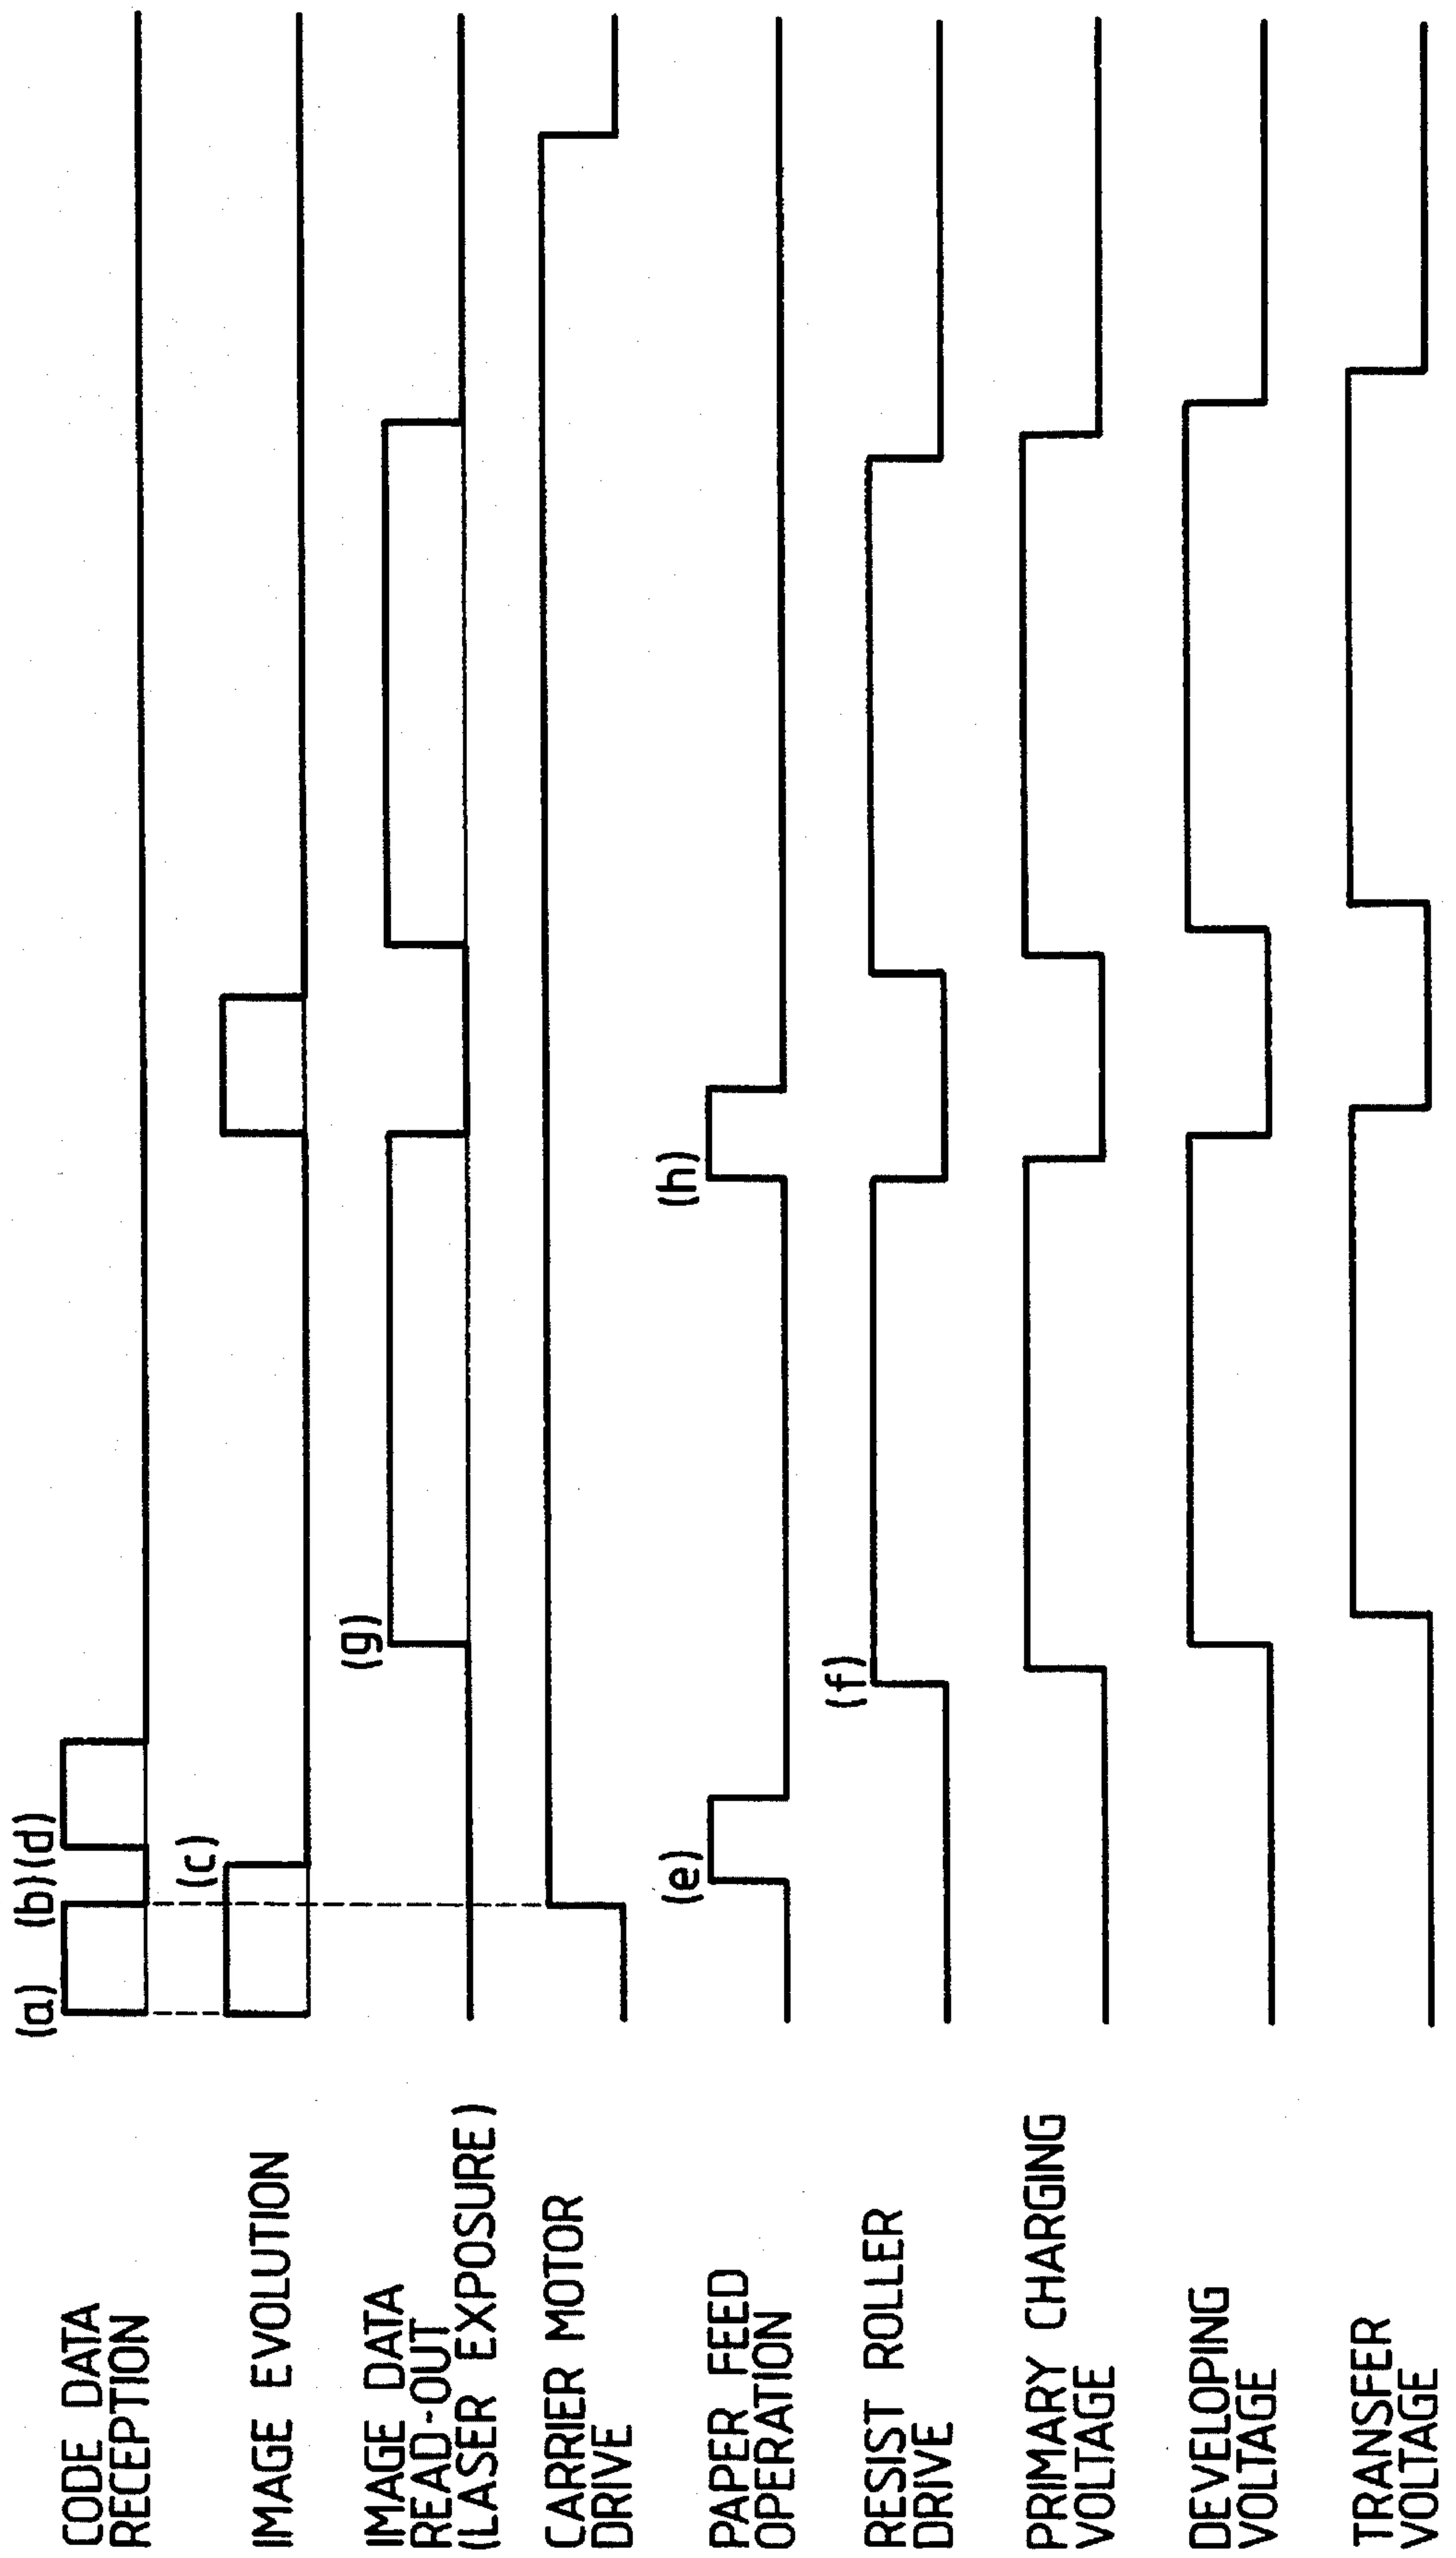 CODE DATA
RECEPTION
(a) (b) (d)
IMAGE EVOLUTION
(c)
IMAGE DATA
READ-OUT
(LASER EXPOSURE)
(g)
CARRIER MOTOR
DRIVE
PAPER FEED
OPERATION
(e) (h)
RESIST ROLLER
DRIVE
(f)
PRIMARY CHARGING
VOLTAGE
DEVELOPING
VOLTAGE
TRANSFER
VOLTAGE